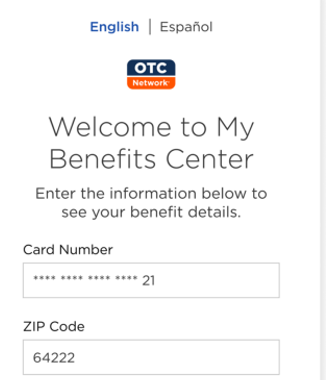 English | Español
OTC
Network
Welcome to My
Benefits Center
Enter the information below to
see your benefit details.
Card Number
**** **** **** **** 21
ZIP Code
64222